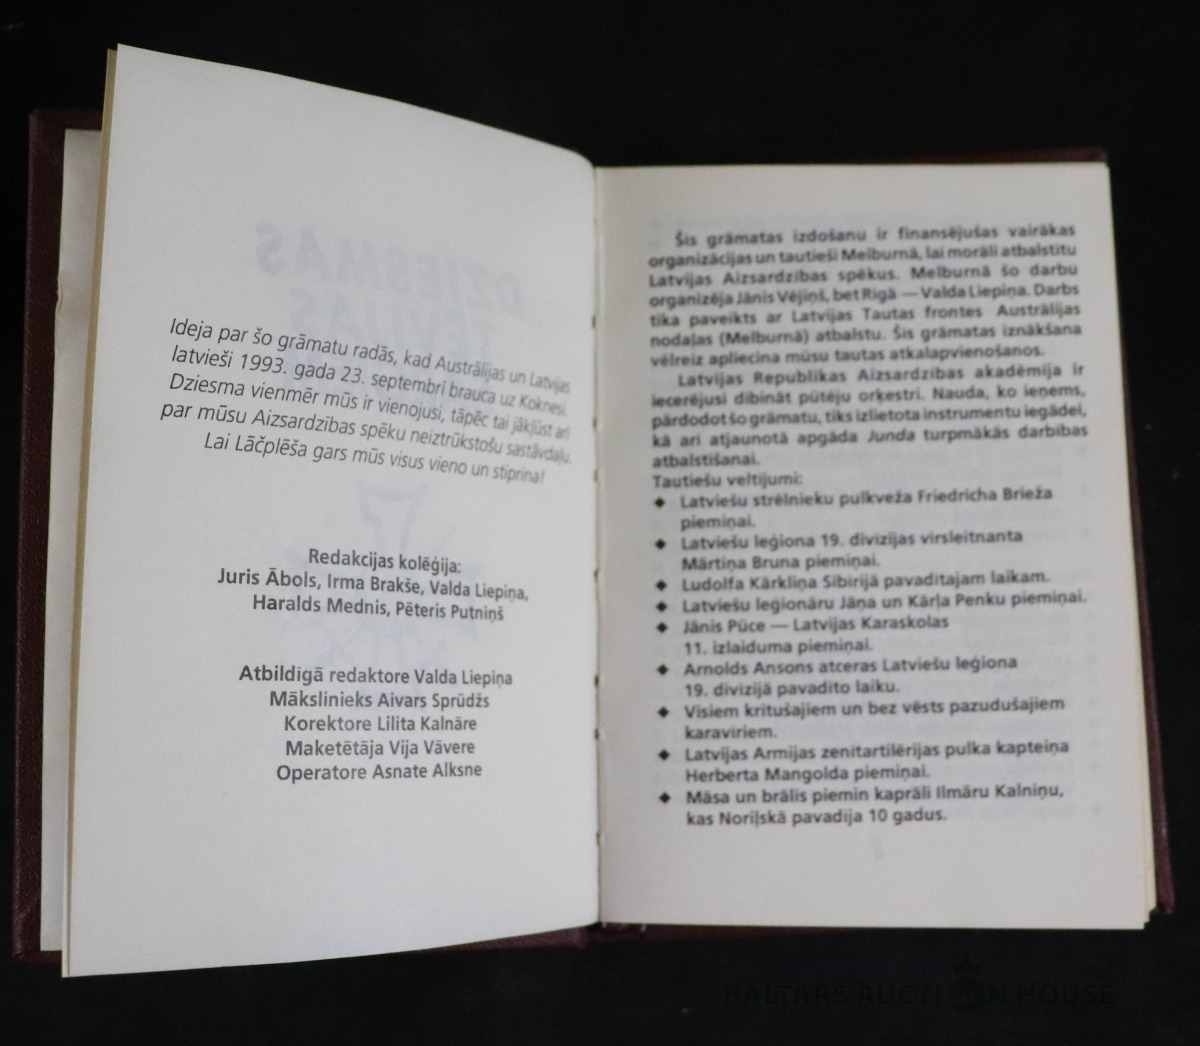 Ideja par šo grāmatu radās, kad Austrālijas un Latvijas
latvieši 1993. gada 23. septembrī brauca uz Koknesi.
Dziesma vienmēr mūs ir vienojusi, tāpēc tai jākļūst arī
par mūsu Aizsardzības spēku neiztrūkstošu sastāvdaļu.
Lai Lāčplēša gars mūs visus vieno un stiprina!
Redakcijas kolēģija:
Juris Ābols, Irma Brakše, Valda Liepiņa,
Haralds Mednis, Pēteris Putniņš
Atbildīgā redaktore Valda Liepiņa
Mākslinieks Aivars Sprūdžs
Korektore Lilita Kalnāre
Maketētāja Vija Vāvere
Operatore Asnate Alksne
Šis grāmatas izdošanu ir finansējušas vairākas
organizācijas un tautieši Melburnā, lai morāli atbalstītu
Latvijas Aizsardzības spēkus. Melburnā šo darbu
organizēja Jānis Vējiņš, bet Rīgā — Valda Liepiņa. Darbs
tika paveikts ar Latvijas Tautas frontes Austrālijas
nodaļas (Melburnā) atbalstu. Šīs grāmatas iznākšana
vēlreiz apliecina mūsu tautas atkalapvienošanos.
Latvijas Republikas Aizsardzības akadēmija ir
iecerējusi dibināt pūtēju orķestri. Nauda, ko ieņems,
pārdodot šo grāmatu, tiks izlietota instrumentu iegādei,
kā arī atjaunotā apgāda Junda turpmākās darbības
atbalstīšanai.
Tautiešu veltījumi:
◆ Latviešu strēlnieku pulkveža Friedricha Brieža
piemiņai.
◆ Latviešu leģiona 19. divīzijas virsleitnanta
Mārtiņa Bruna piemiņai.
◆ Ludolfa Kārkliņa Sibīrijā pavadītajam laikam.
◆ Latviešu leģionāru Jāņa un Kārļa Penku piemiņai.
◆ Jānis Pūce — Latvijas Karaskolas
11. izlaiduma piemiņai.
◆ Arnolds Ansons atceras Latviešu leģiona
19. divīzijā pavadīto laiku.
◆ Visiem kritušajiem un bez vēsts pazudušajiem
karavīriem.
◆ Latvijas Armijas zenītartilērijas pulka kapteiņa
Herberta Mangolda piemiņai.
◆ Māsa un brālis piemin kaprāli Ilmāru Kalniņu,
kas Noriļskā pavadīja 10 gadus.
BALTARS AUCTION HOUSE